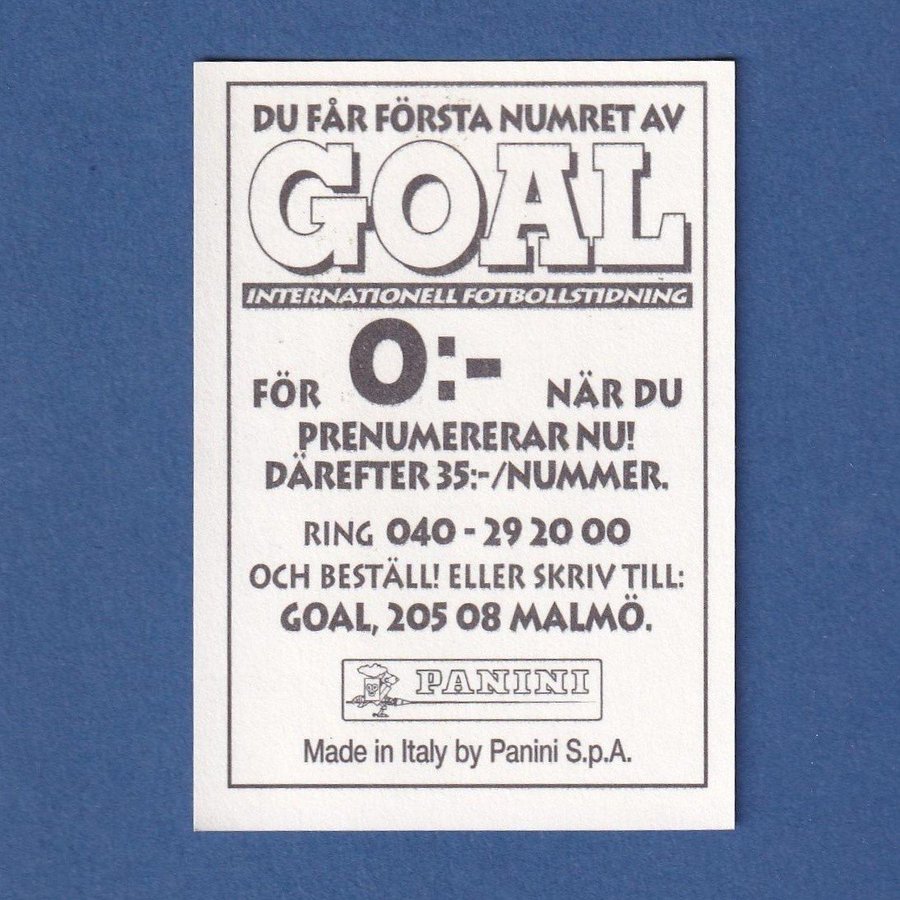 DU FÅR FÖRSTA NUMRET AV
GOAL
INTERNATIONELL FOTBOLLSTIDNING
FÖR 0:- NÄR DU
PRENUMERERAR NU!
DÄREFTER 35:-/NUMMER.
RING 040 - 29 20 00
OCH BESTÄLL! ELLER SKRIV TILL:
GOAL, 205 08 MALMÖ.
PANINI
Made in Italy by Panini S.p.A.